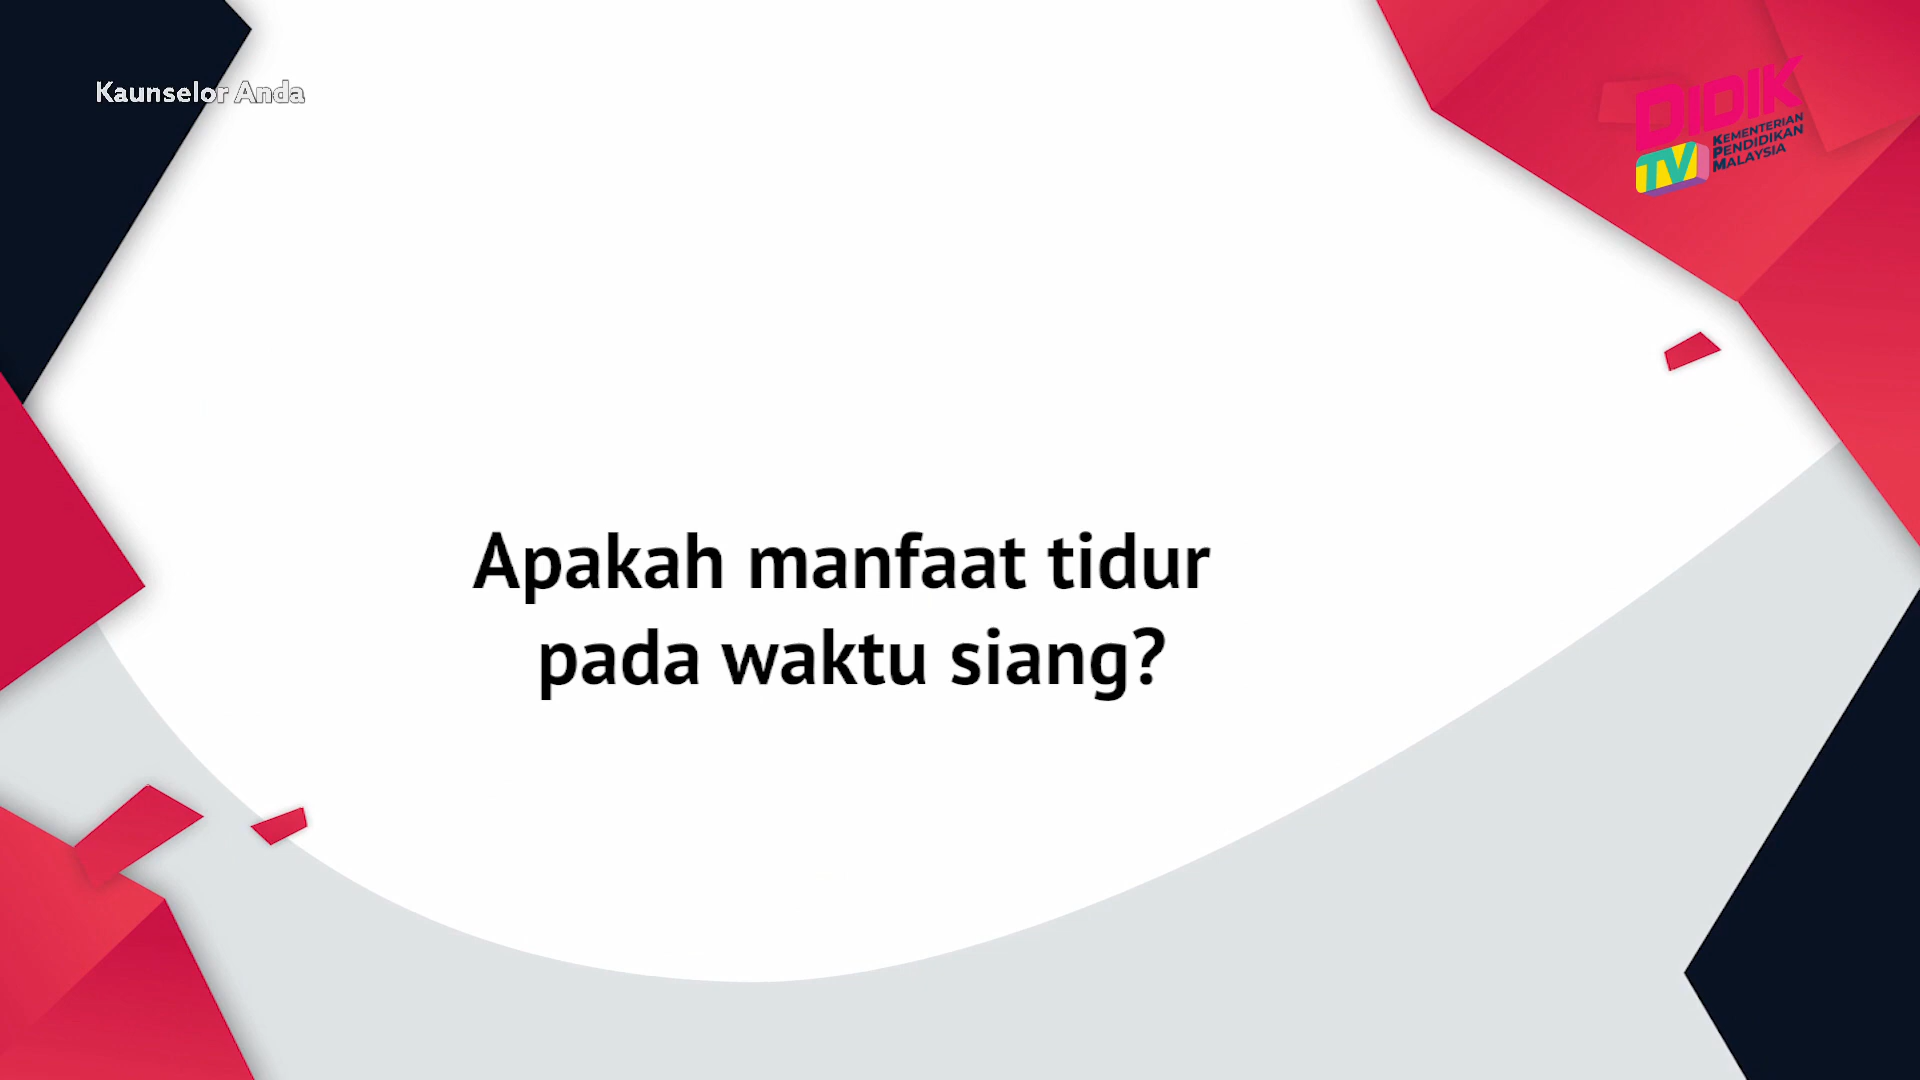 Kaunselor Anda
DIDIK
TV
KEMENTERIAN
PENDIDIKAN
MALAYSIA
Apakah manfaat tidur
pada waktu siang?